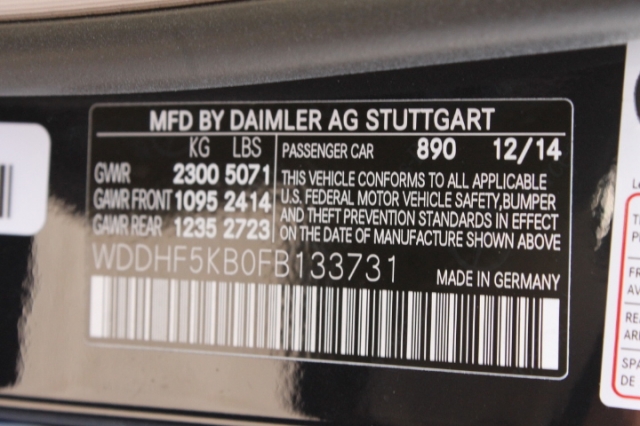 MFD BY DAIMLER AG STUTTGART
KG LBS
GVWR 2300 5071
GAWR FRONT 1095 2414
GAWR REAR 1235 2723
PASSENGER CAR 890 12/14
THIS VEHICLE CONFORMS TO ALL APPLICABLE
U.S. FEDERAL MOTOR VEHICLE SAFETY,BUMPER
AND THEFT PREVENTION STANDARDS IN EFFECT
ON THE DATE OF MANUFACTURE SHOWN ABOVE
WDDHF5KB0FB133731
MADE IN GERMANY
DE